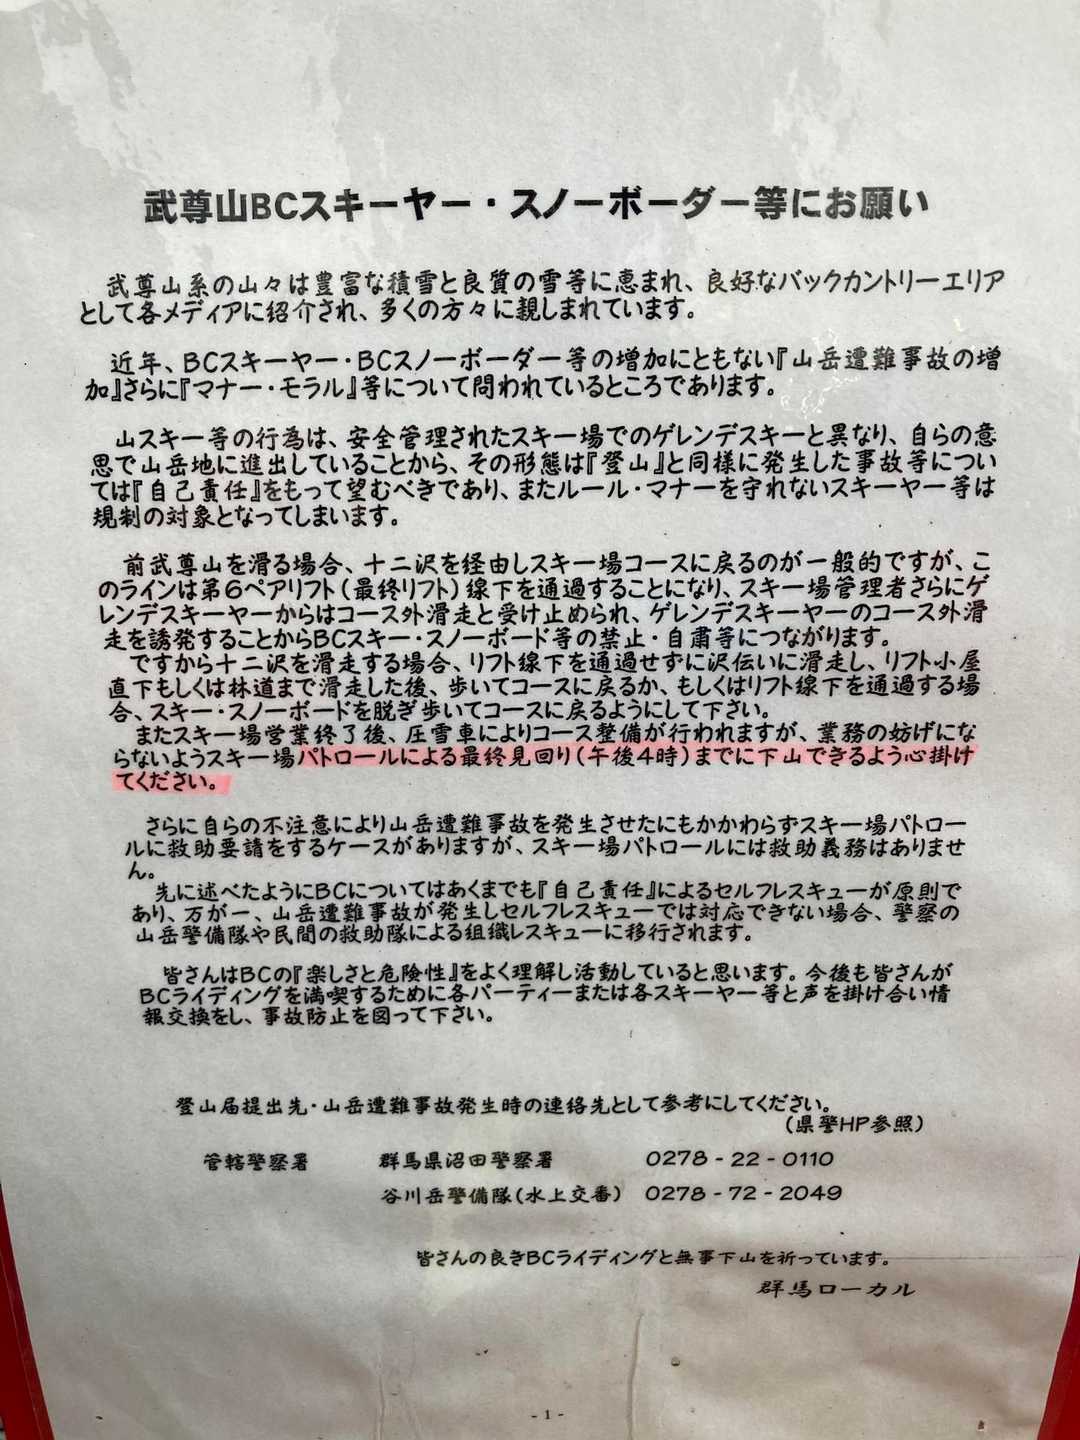 武尊山BCスキーヤー・スノーボーダー等にお願い
武尊山系の山々は豊富な積雪と良質の雪等に恵まれ、良好なバックカントリーエリア
として各メディアに紹介され、多くの方々に親しまれています。
近年、BCスキーヤー・BCスノーボーダー等の増加にともない『山岳遭難事故の増
加』さらに『マナー・モラル』等について問われているところであります。
山スキー等の行為は、安全管理されたスキー場でのゲレンデスキーと異なり、自らの意
思で山岳地に進出していることから、その形態は『登山』と同様に発生した事故等につい
ては『自己責任』をもって望むべきであり、またルール・マナーを守れないスキーヤー等は
規制の対象となってしまいます。
前武尊山を滑る場合、十二沢を経由しスキー場コースに戻るのが一般的ですが、こ
のラインは第6ペアリフト(最終リフト)線下を通過することになり、スキー場管理者さらにゲ
レンデスキーヤーからはコース外滑走と受け止められ、ゲレンデスキーヤーのコース外滑
走を誘発することからBCスキー・スノーボード等の禁止・自粛等につながります。
ですから十二沢を滑走する場合、リフト線下を通過せずに沢伝いに滑走し、リフト小屋
直下もしくは林道まで滑走した後、歩いてコースに戻るか、もしくはリフト線下を通過する場
合、スキー・スノーボードを脱ぎ歩いてコースに戻るようにして下さい。
またスキー場営業終了後、圧雪車によりコース整備が行われますが、業務の妨げにな
らないようスキー場パトロールによる最終見回り(午後4時)までに下山できるよう心掛け
てください。
さらに自らの不注意により山岳遭難事故を発生させたにもかかわらずスキー場パトロー
ルに救助要請をするケースがありますが、スキー場パトロールには救助義務はありませ
ん。
先に述べたようにBCについてはあくまでも『自己責任』によるセルフレスキューが原則で
あり、万が一、山岳遭難事故が発生しセルフレスキューでは対応できない場合、警察の
山岳警備隊や民間の救助隊による組織レスキューに移行されます。
皆さんはBCの『楽しさと危険性』をよく理解し活動していると思います。今後も皆さんが
BCライディングを満喫するために各パーティーまたは各スキーヤー等と声を掛け合い情
報交換をし、事故防止を図って下さい。
登山届提出先・山岳遭難事故発生時の連絡先として参考にしてください。
(県警HP参照)
管轄警察署 群馬県沼田警察署 0278-22-0110
谷川岳警備隊(水上交番) 0278-72-2049
皆さんの良きBCライディングと無事下山を祈っています。
群馬ローカル
- 1 -